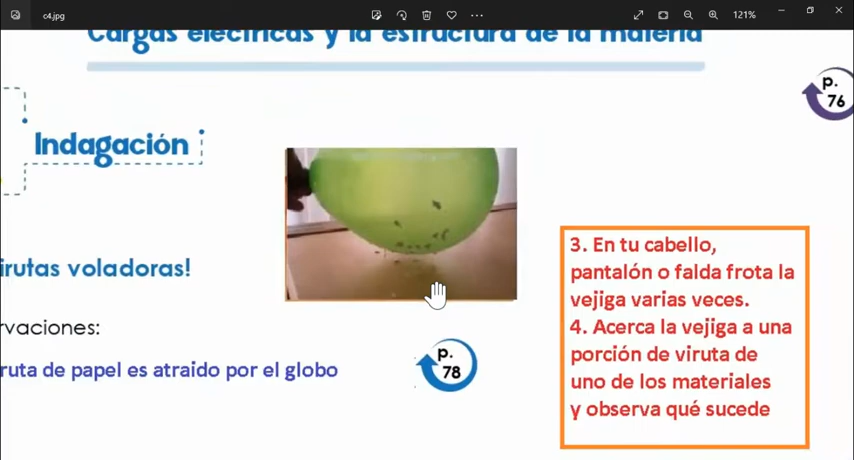 c4.jpg
121%
Cargas eléctricas y la estructura de la materia
p.
76
Indagación
irutas voladoras!
rvaciones:
ruta de papel es atraido por el globo
p.
78
3. En tu cabello,
pantalón o falda frota la
vejiga varias veces.
4. Acerca la vejiga a una
porción de viruta de
uno de los materiales
y observa qué sucede